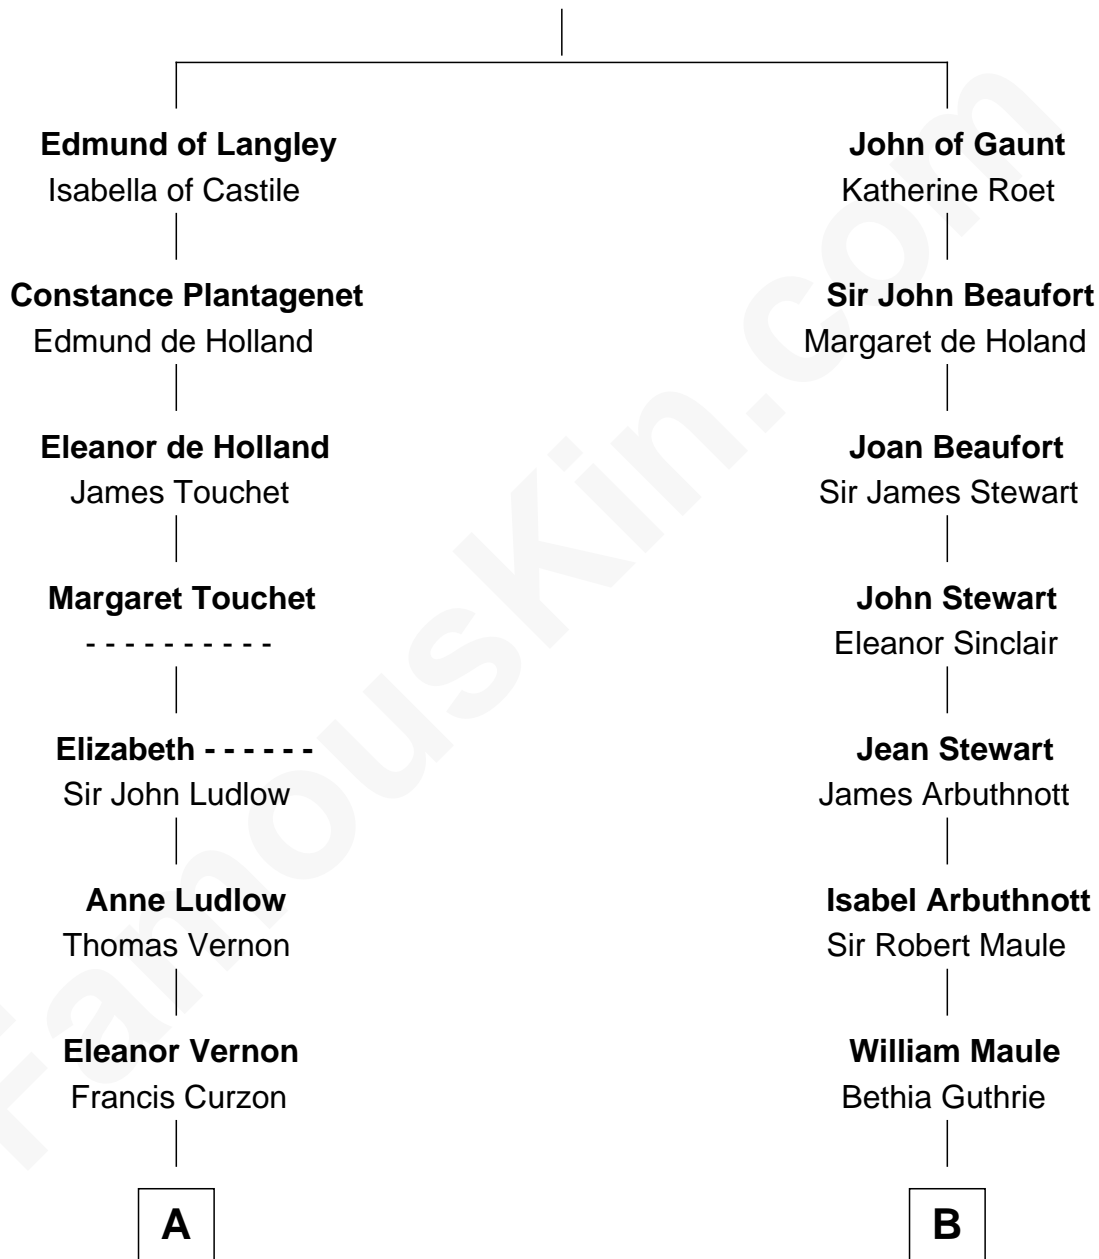 Edmund of Langley
Isabella of Castile
Constance Plantagenet
Edmund de Holland
Eleanor de Holland
James Touchet
Margaret Touchet
- - - - - - - - - -
Elizabeth - - - - - -
Sir John Ludlow
Anne Ludlow
Thomas Vernon
Eleanor Vernon
Francis Curzon
A
John of Gaunt
Katherine Roet
Sir John Beaufort
Margaret de Holand
Joan Beaufort
Sir James Stewart
John Stewart
Eleanor Sinclair
Jean Stewart
James Arbuthnott
Isabel Arbuthnott
Sir Robert Maule
William Maule
Bethia Guthrie
B
FamousKin.com